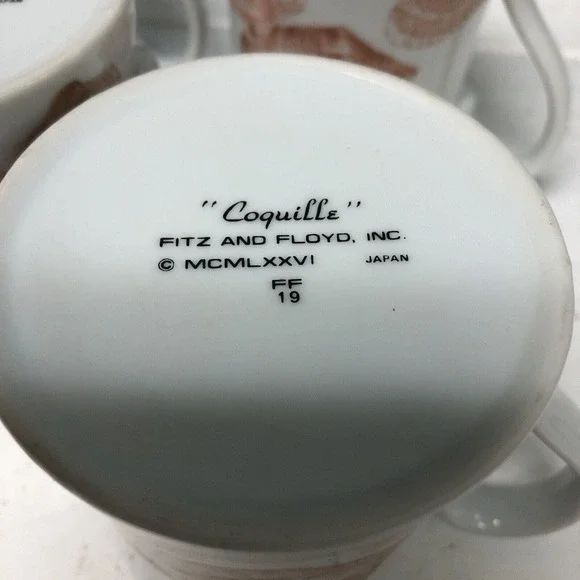 "Coquille"
FITZ AND FLOYD, INC.
© MCMLXXVI JAPAN
FF
19